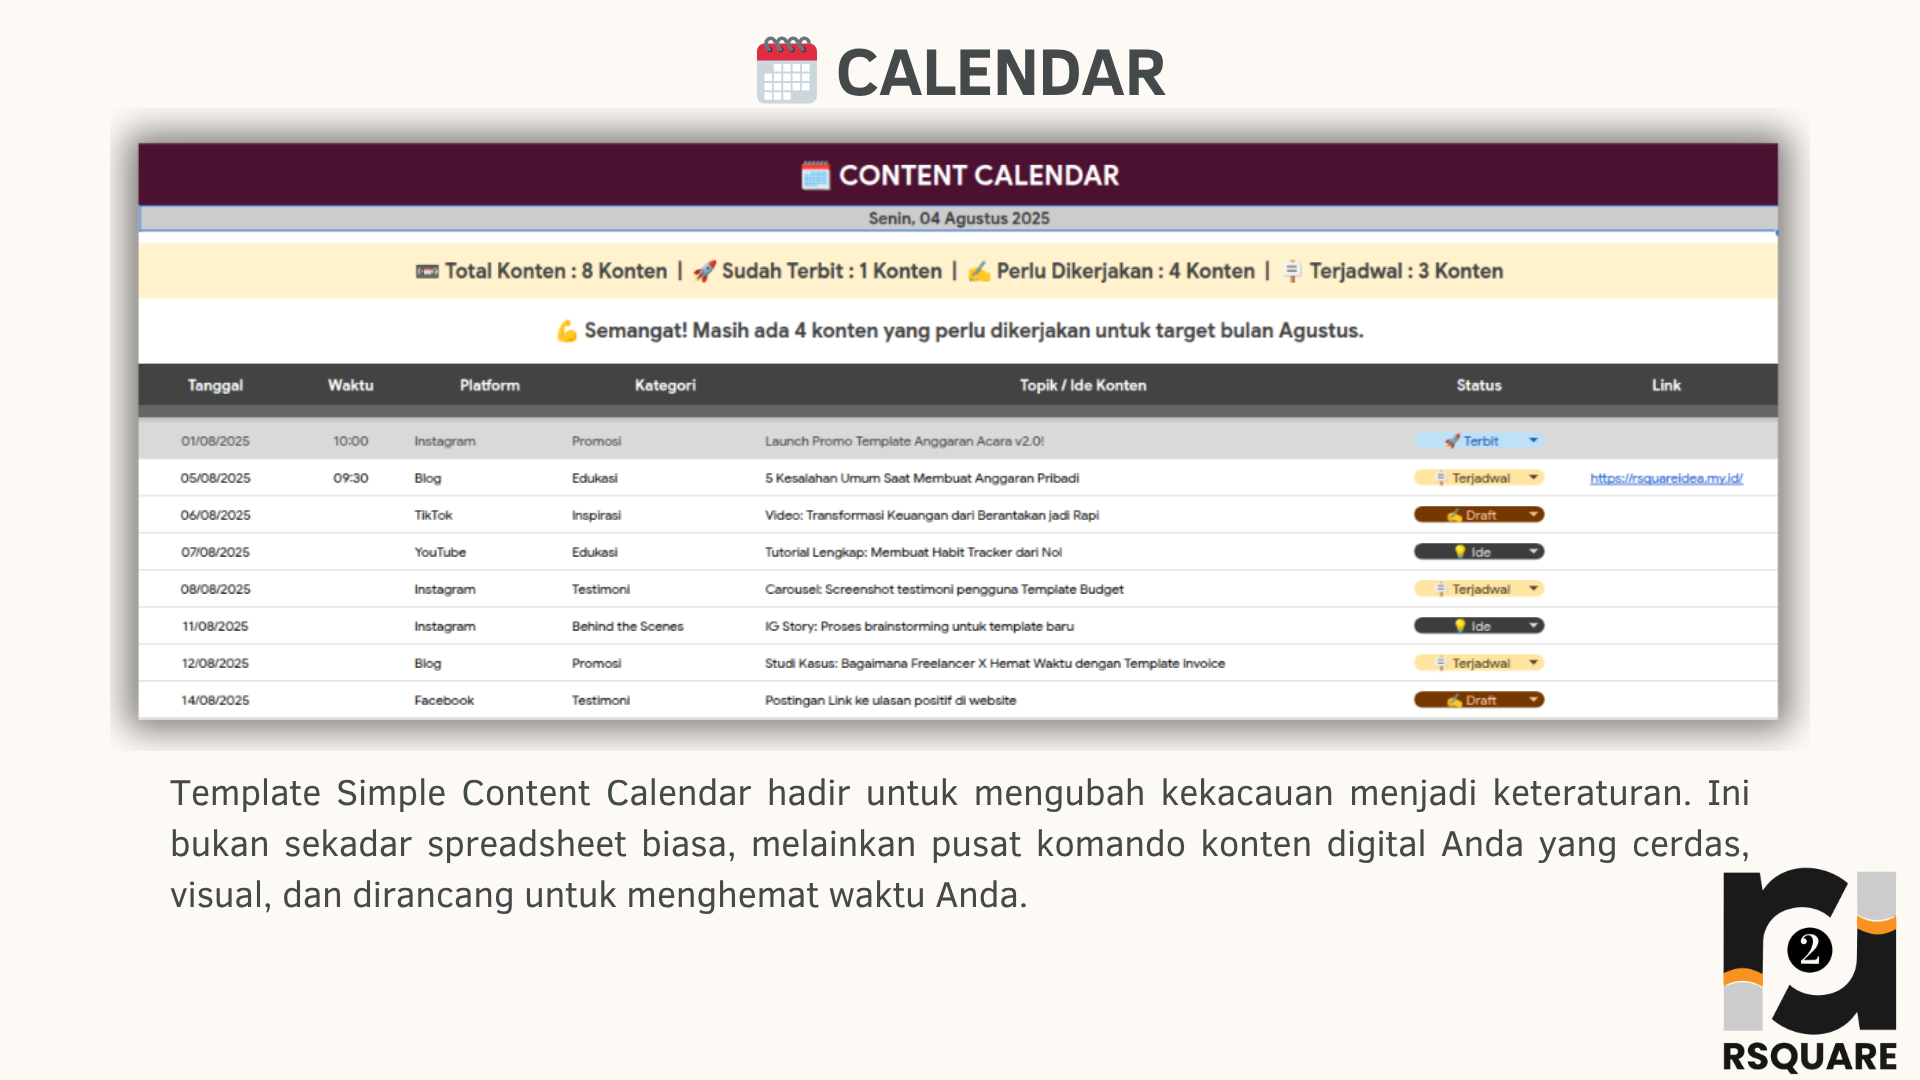 CALENDAR
CONTENT CALENDAR
Senin, 04 Agustus 2025
Total Konten : 8 Konten | 🚀 Sudah Terbit : 1 Konten | ✍️ Perlu Dikerjakan : 4 Konten | 🪧 Terjadwal : 3 Konten
💪 Semangat! Masih ada 4 konten yang perlu dikerjakan untuk target bulan Agustus.
Tanggal Waktu Platform Kategori Topik / Ide Konten Status Link
01/08/2025 10:00 Instagram Promosi Launch Promo Template Anggaran Acara v2.0! 🚀 Terbit
05/08/2025 09:30 Blog Edukasi 5 Kesalahan Umum Saat Membuat Anggaran Pribadi 🪧 Terjadwal https://rsquareidea.my.id/
06/08/2025 TikTok Inspirasi Video: Transformasi Keuangan dari Berantakan jadi Rapi ✍️ Draft
07/08/2025 YouTube Edukasi Tutorial Lengkap: Membuat Habit Tracker dari Nol 💡 Ide
08/08/2025 Instagram Testimoni Carousel: Screenshot testimoni pengguna Template Budget 🪧 Terjadwal
11/08/2025 Instagram Behind the Scenes IG Story: Proses brainstorming untuk template baru 💡 Ide
12/08/2025 Blog Promosi Studi Kasus: Bagaimana Freelancer X Hemat Waktu dengan Template Invoice 🪧 Terjadwal
14/08/2025 Facebook Testimoni Postingan Link ke ulasan positif di website ✍️ Draft
Template Simple Content Calendar hadir untuk mengubah kekacauan menjadi keteraturan. Ini
bukan sekadar spreadsheet biasa, melainkan pusat komando konten digital Anda yang cerdas,
visual, dan dirancang untuk menghemat waktu Anda.
2
RSQUARE